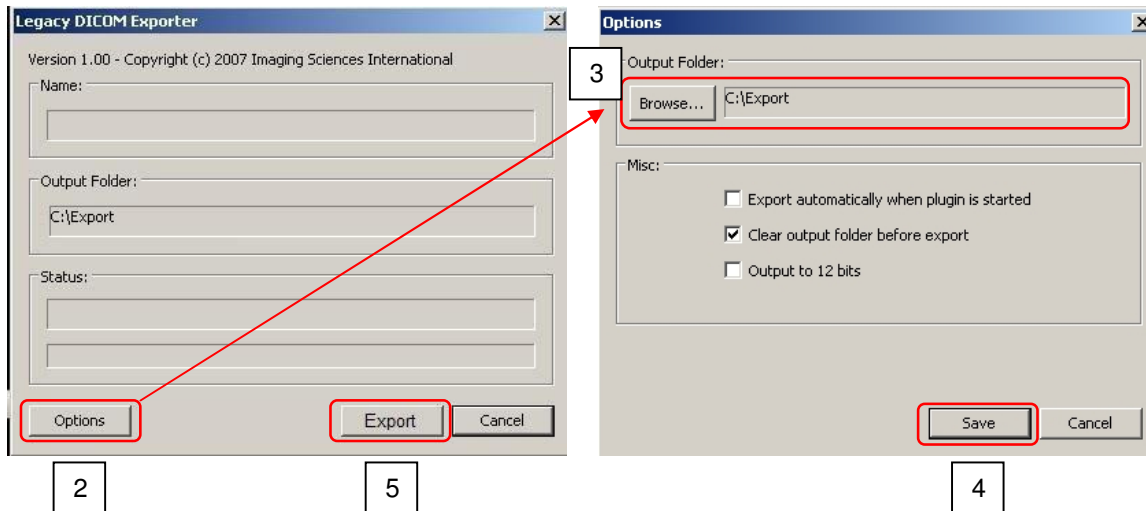 Legacy DICOM Exporter
Version 1.00 - Copyright (c) 2007 Imaging Sciences International
Name:
Output Folder:
C:\Export
Status:
Options
Export
Cancel
2
5
Options
3
Output Folder:
Browse...
C:\Export
Misc:
Export automatically when plugin is started
Clear output folder before export
Output to 12 bits
Save
Cancel
4